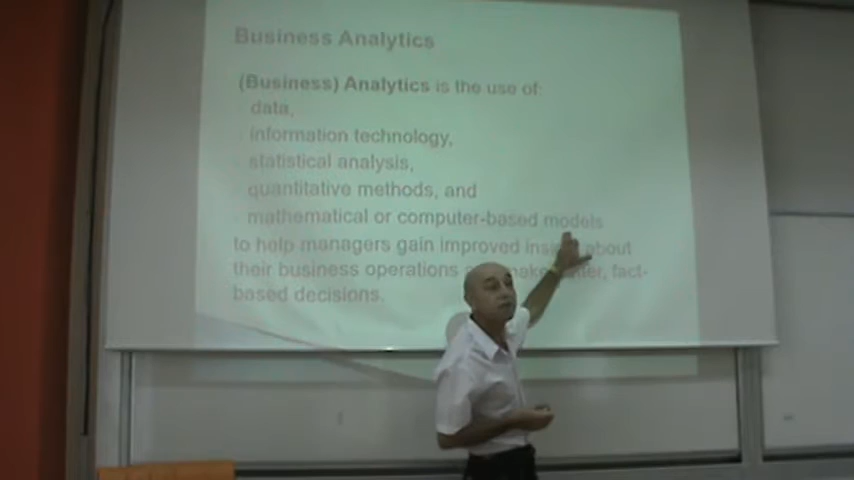 Business Analytics
(Business) Analytics is the use of:
data,
information technology,
statistical analysis,
quantitative methods, and
mathematical or computer-based models
to help managers gain improved about
their business operations make fact-
based decisions.